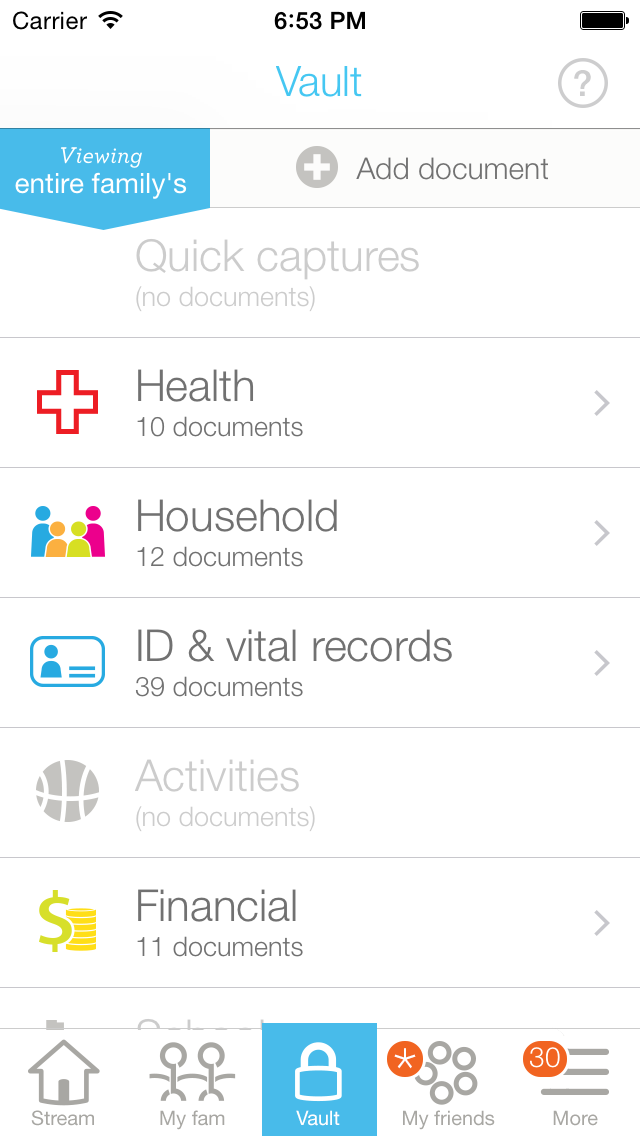 Carrier 6:53 PM
Vault
?
Viewing
entire family's
Add document
Quick captures
(no documents)
Health
10 documents
Household
12 documents
ID & vital records
39 documents
Activities
(no documents)
$
Financial
11 documents
* 30
Stream My fam Vault My friends More